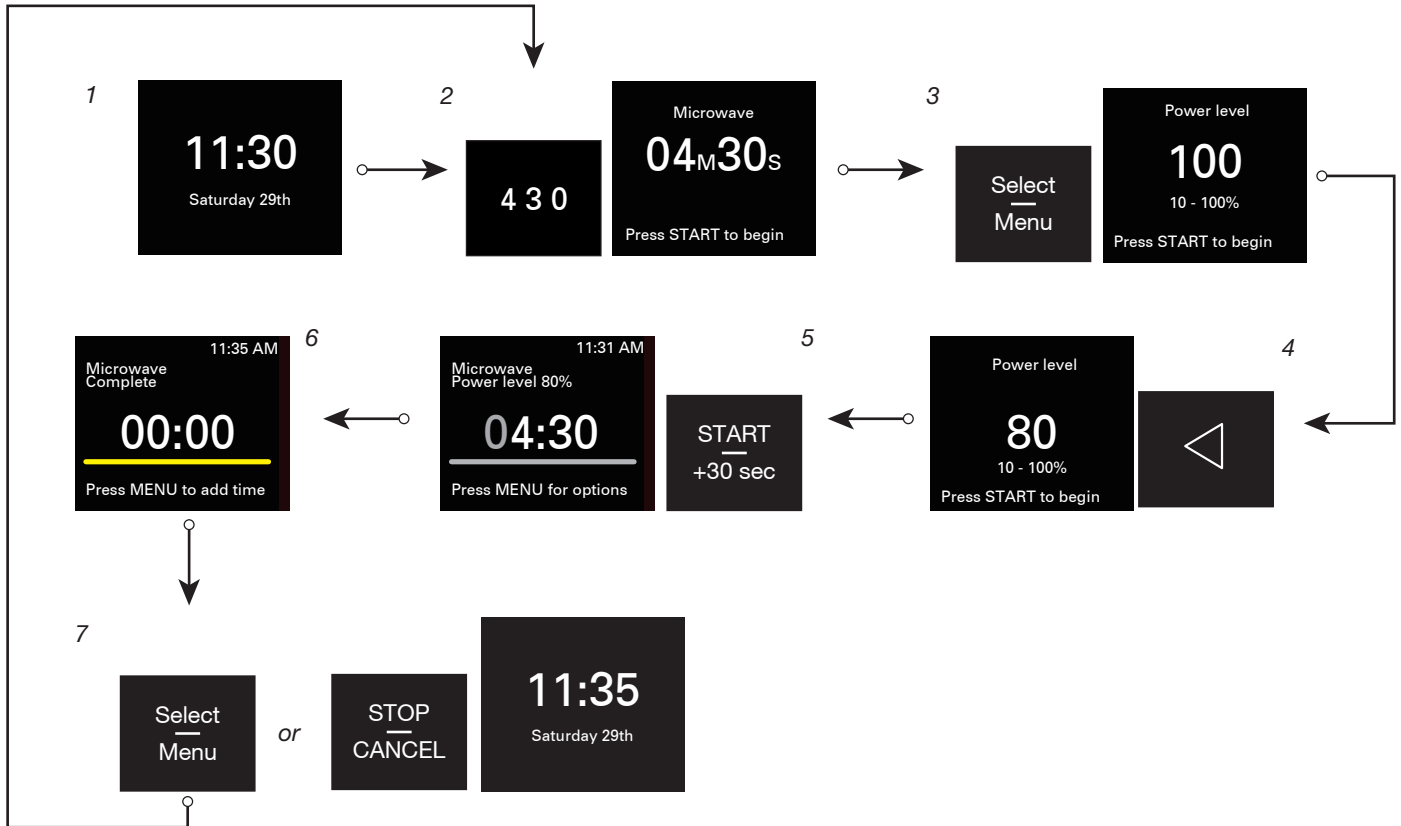 1
11:30
Saturday 29th
2
4 3 0
Microwave
04M30S
Press START to begin
3
Select
Menu
Power level
100
10 - 100%
Press START to begin
4
Power level
80
10 - 100%
Press START to begin
5
11:31 AM
Microwave
Power level 80%
04:30
Press MENU for options
START
+30 sec
6
11:35 AM
Microwave
Complete
00:00
Press MENU to add time
7
Select
Menu
or
STOP
CANCEL
11:35
Saturday 29th